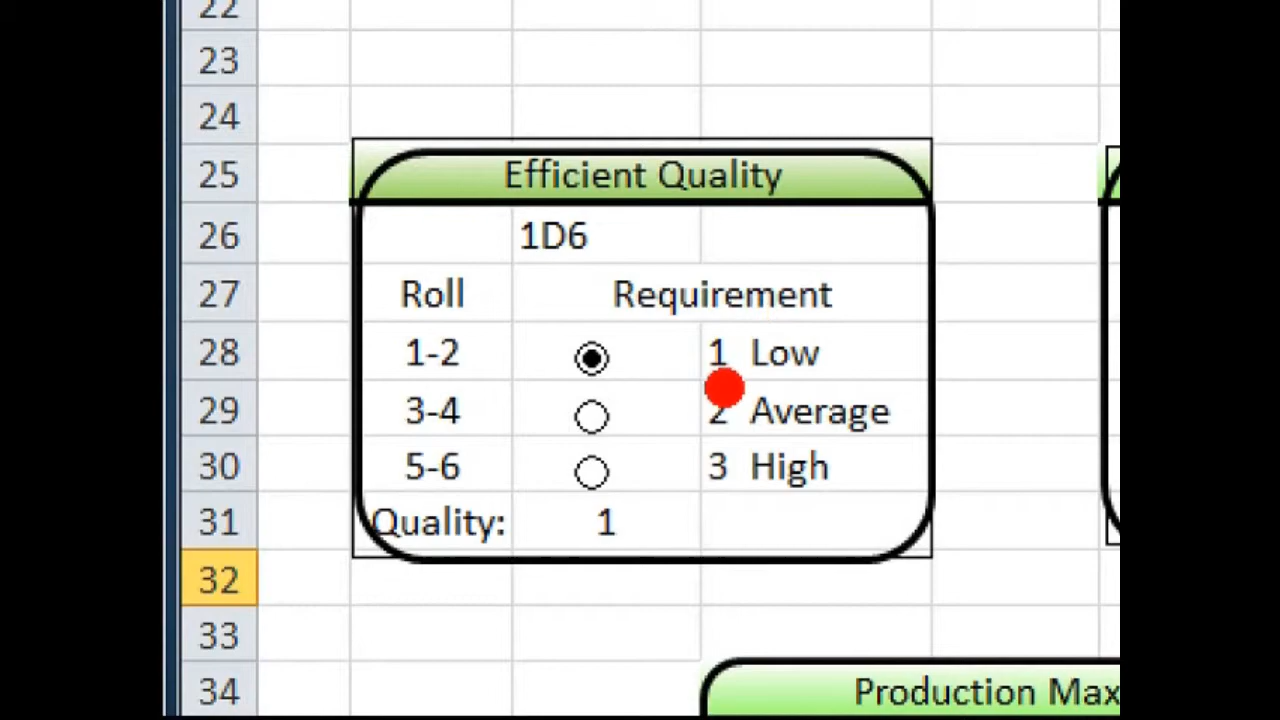 22
23
24
25 Efficient Quality
26 1D6
27 Roll Requirement
28 1-2 1 Low
29 3-4 2 Average
30 5-6 3 High
31 Quality: 1
32
33
34 Production Max